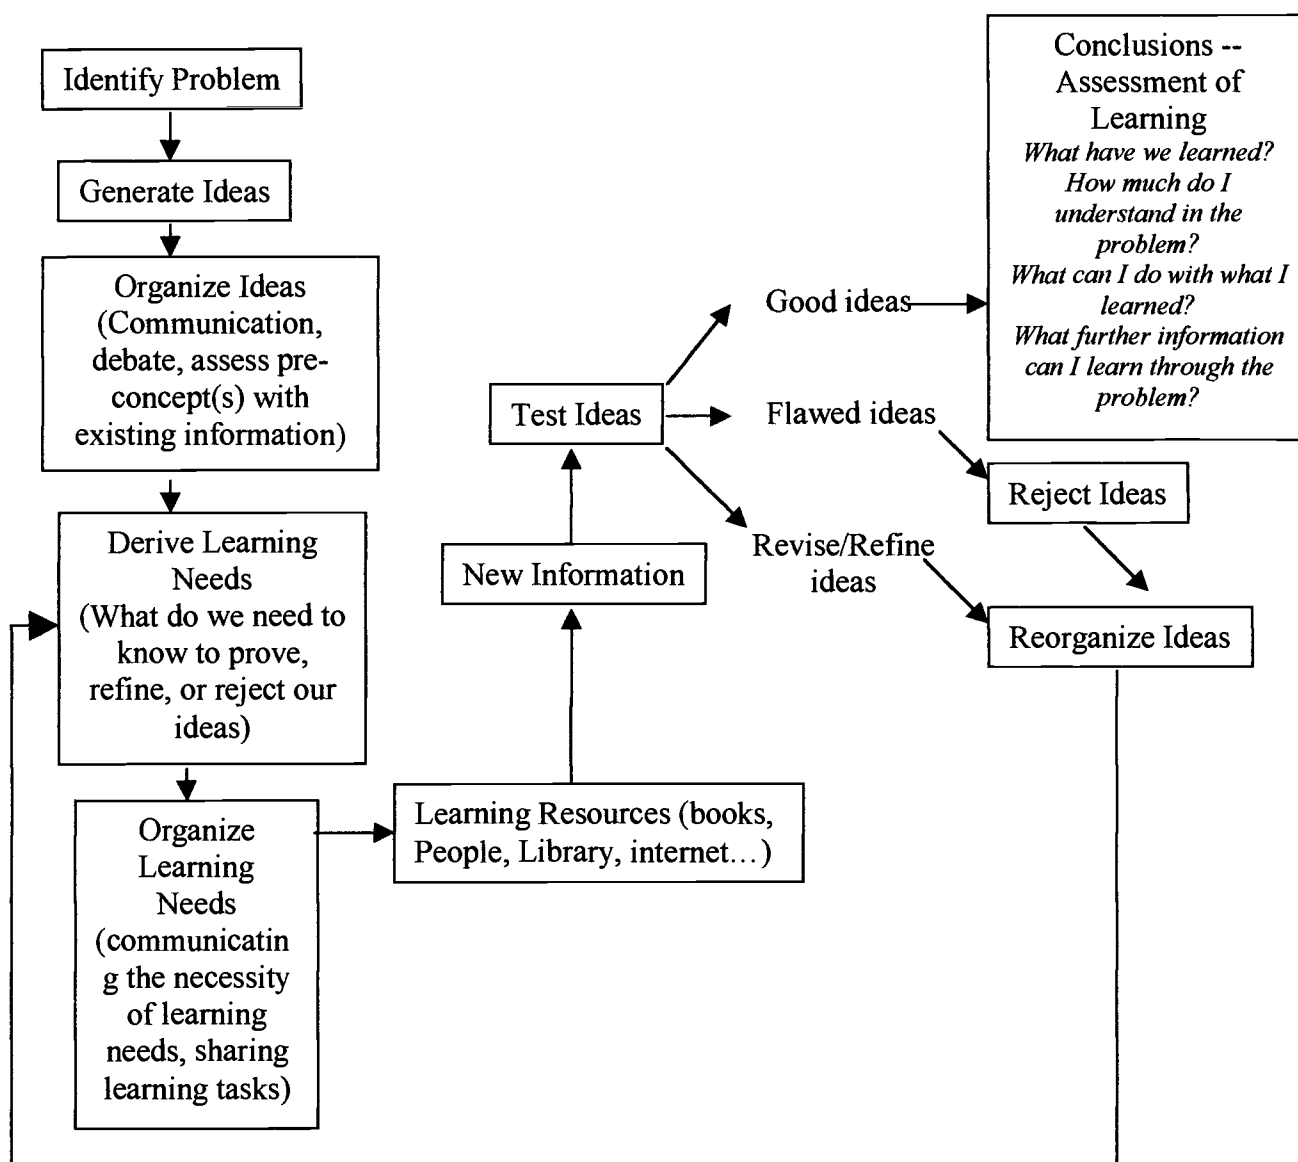 Identify Problem
Generate Ideas
Organize Ideas
(Communication,
debate, assess pre-
concept(s) with
existing information)
Derive Learning
Needs
(What do we need to
know to prove,
refine, or reject our
ideas)
Organize
Learning
Needs
(communicatin
g the necessity
of learning
needs, sharing
learning tasks)
Learning Resources (books,
People, Library, internet…)
New Information
Test Ideas
Good ideas
Flawed ideas
Revise/Refine
ideas
Conclusions --
Assessment of
Learning
What have we learned?
How much do I
understand in the
problem?
What can I do with what I
learned?
What further information
can I learn through the
problem?
Reject Ideas
Reorganize Ideas